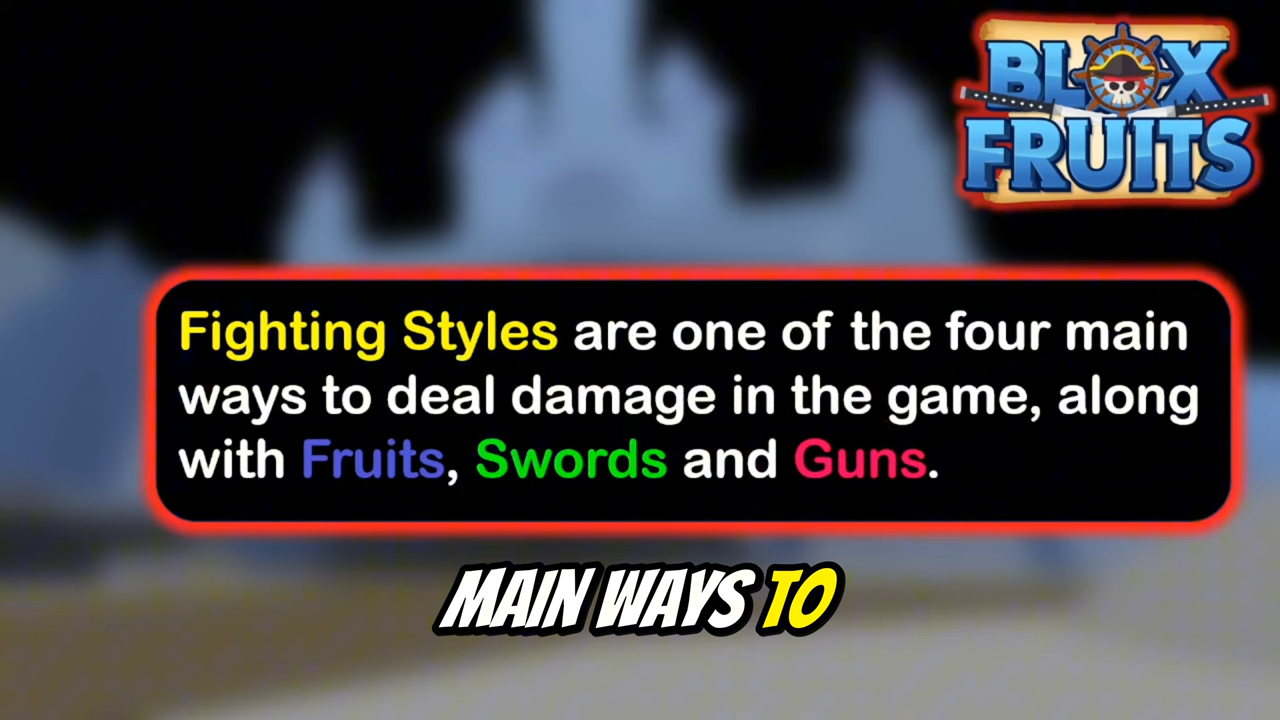 BLOX
FRUITS
Fighting Styles are one of the four main
ways to deal damage in the game, along
with Fruits, Swords and Guns.
MAIN WAYS TO